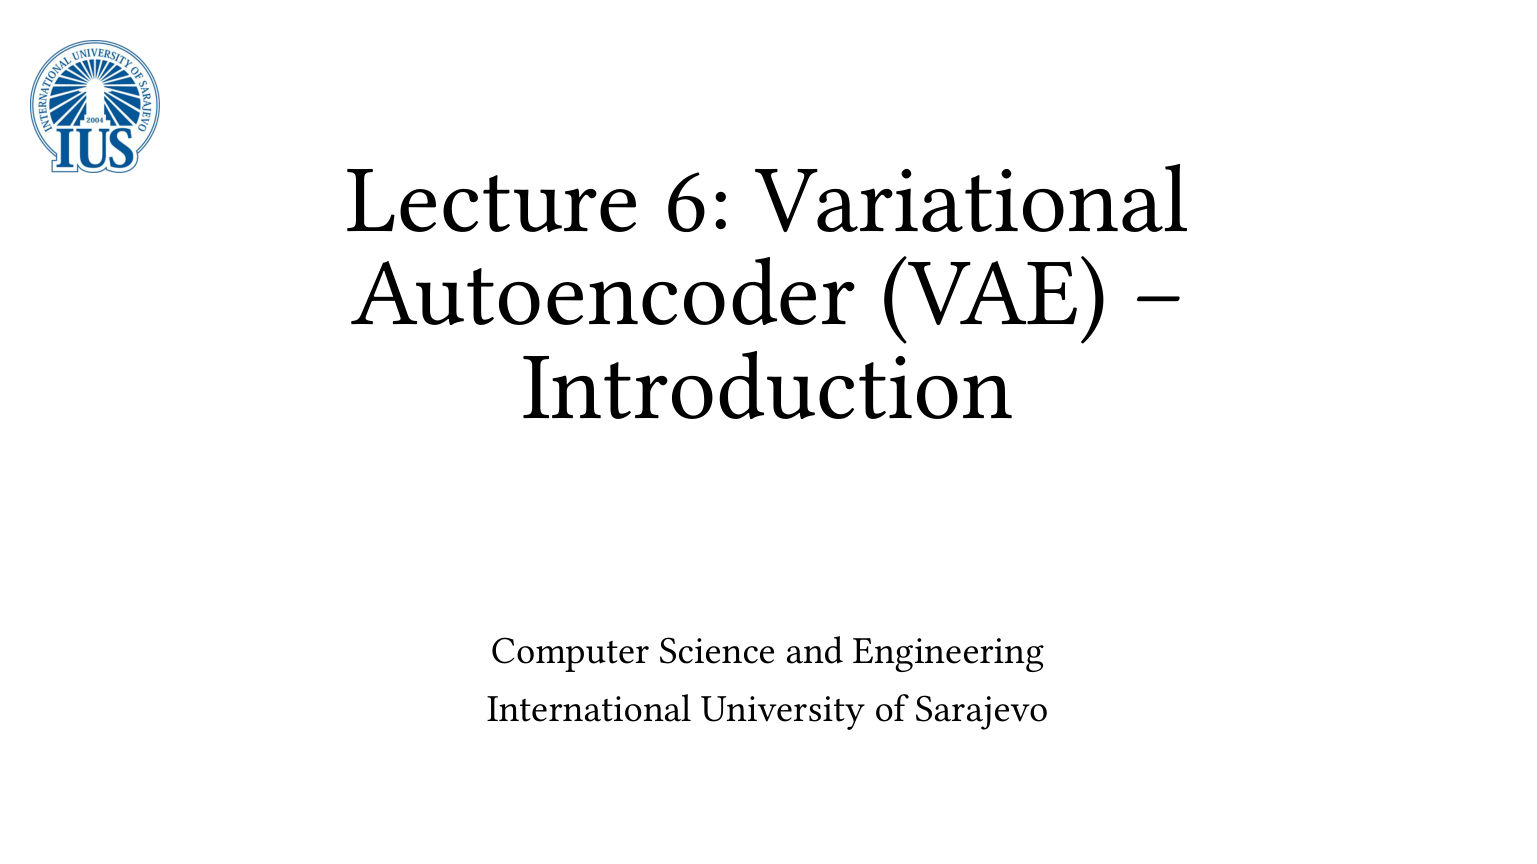 INTERNATIONAL UNIVERSITY OF SARAJEVO
2004
IUS
Lecture 6: Variational
Autoencoder (VAE) –
Introduction
Computer Science and Engineering
International University of Sarajevo